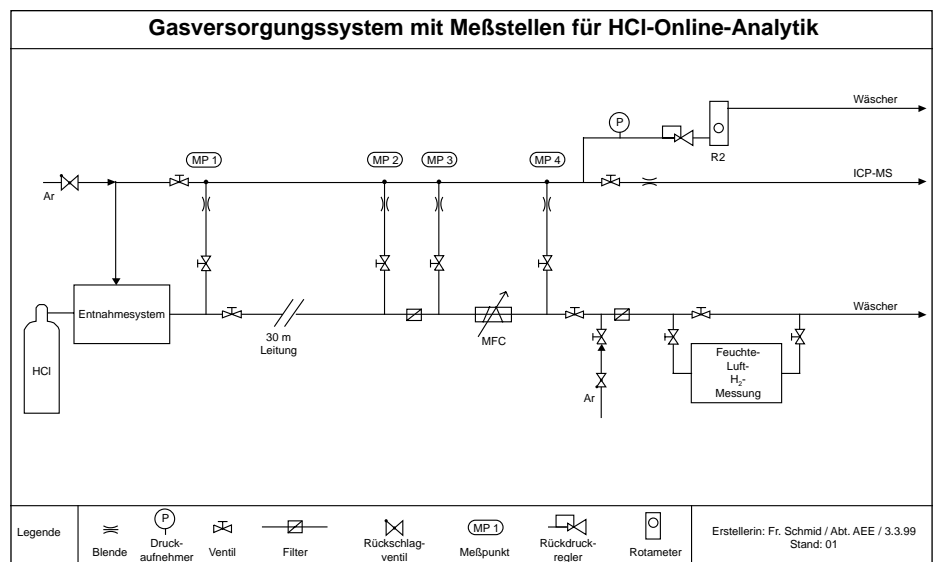 Gasversorgungssystem mit Meßstellen für HCl-Online-Analytik
Wäscher
P
R2
MP 1
MP 2
MP 3
MP 4
ICP-MS
Ar
Entnahmesystem
Wäscher
30 m
Leitung
MFC
HCl
Feuchte-
Luft-
H₂-
Messung
Ar
Legende
Blende
P
Druck-
aufnehmer
Ventil
Filter
Rückschlag-
ventil
MP 1
Meßpunkt
Rückdruck-
regler
Rotameter
Erstellerin: Fr. Schmid / Abt. AEE / 3.3.99
Stand: 01